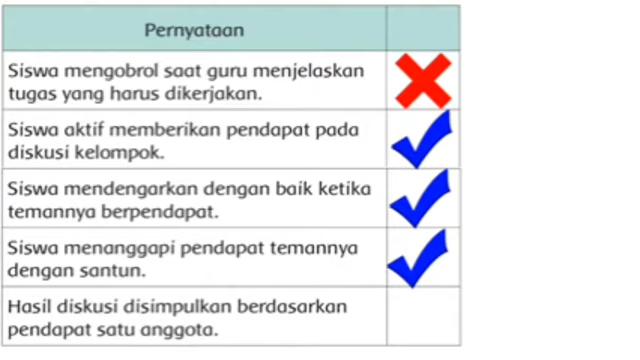 Pernyataan
Siswa mengobrol saat guru menjelaskan
tugas yang harus dikerjakan.
Siswa aktif memberikan pendapat pada
diskusi kelompok.
Siswa mendengarkan dengan baik ketika
temannya berpendapat.
Siswa menanggapi pendapat temannya
dengan santun.
Hasil diskusi disimpulkan berdasarkan
pendapat satu anggota.